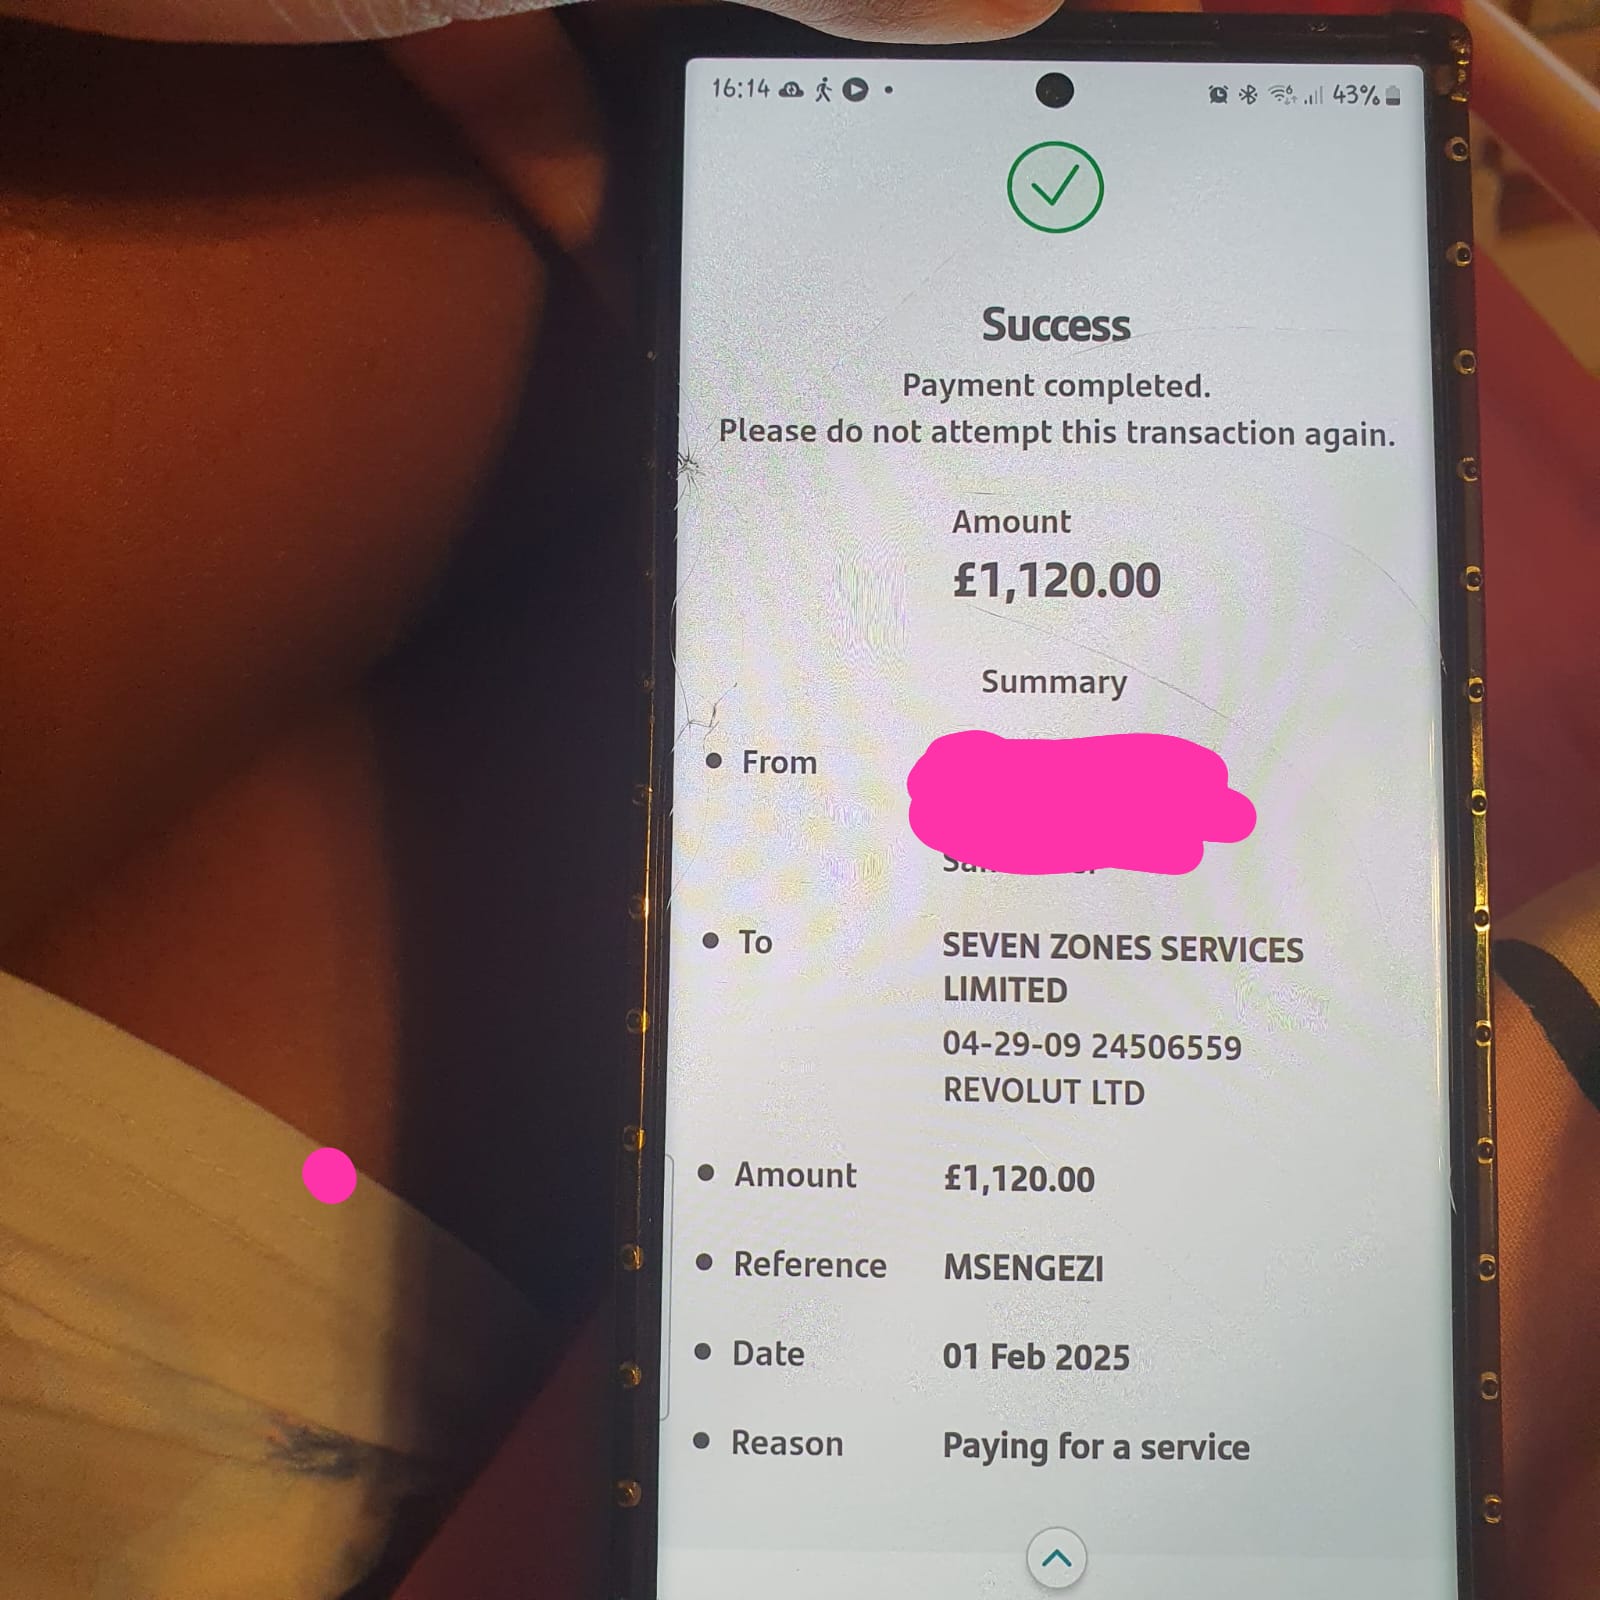 16:14
43%
Success
Payment completed.
Please do not attempt this transaction again.
Amount
£1,120.00
Summary
From
To
SEVEN ZONES SERVICES
LIMITED
04-29-09 24506559
REVOLUT LTD
Amount
£1,120.00
Reference
MSENGEZI
Date
01 Feb 2025
Reason
Paying for a service